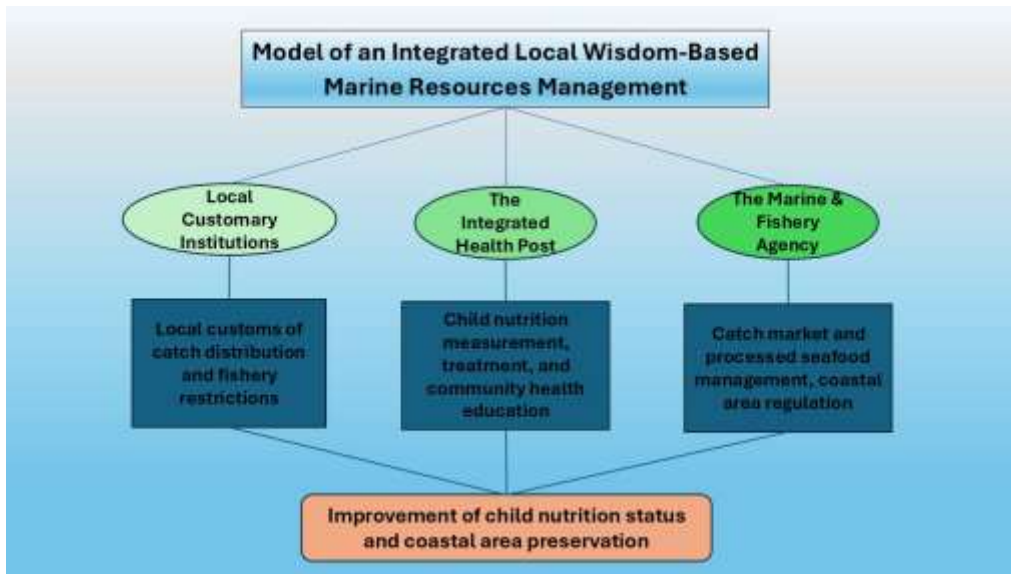 Model of an Integrated Local Wisdom-Based
Marine Resources Management
Local
Customary
Institutions
The
Integrated
Health Post
The Marine &
Fishery
Agency
Local customs of
catch distribution
and fishery
restrictions
Child nutrition
measurement,
treatment, and
community health
education
Catch market and
processed seafood
management, coastal
area regulation
Improvement of child nutrition status
and coastal area preservation